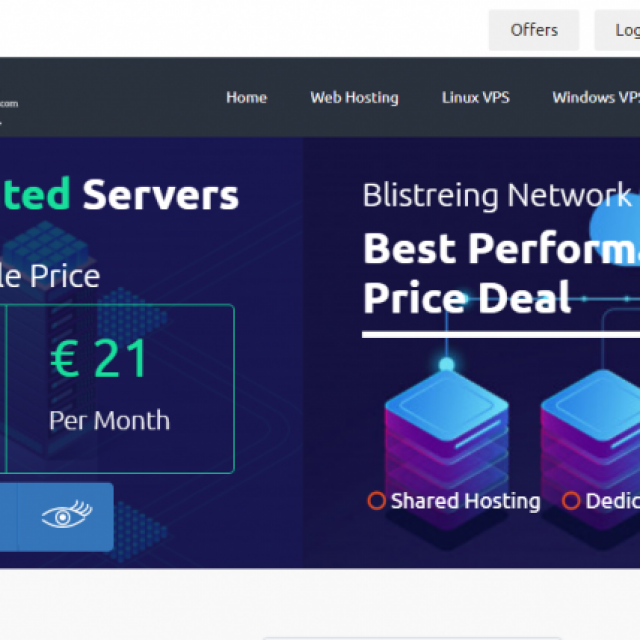 Offers
Log
.com
Home Web Hosting Linux VPS Windows VPS
ted Servers
le Price
€ 21
Per Month
Blistreing Network
Best Performa
Price Deal
Shared Hosting Dedic